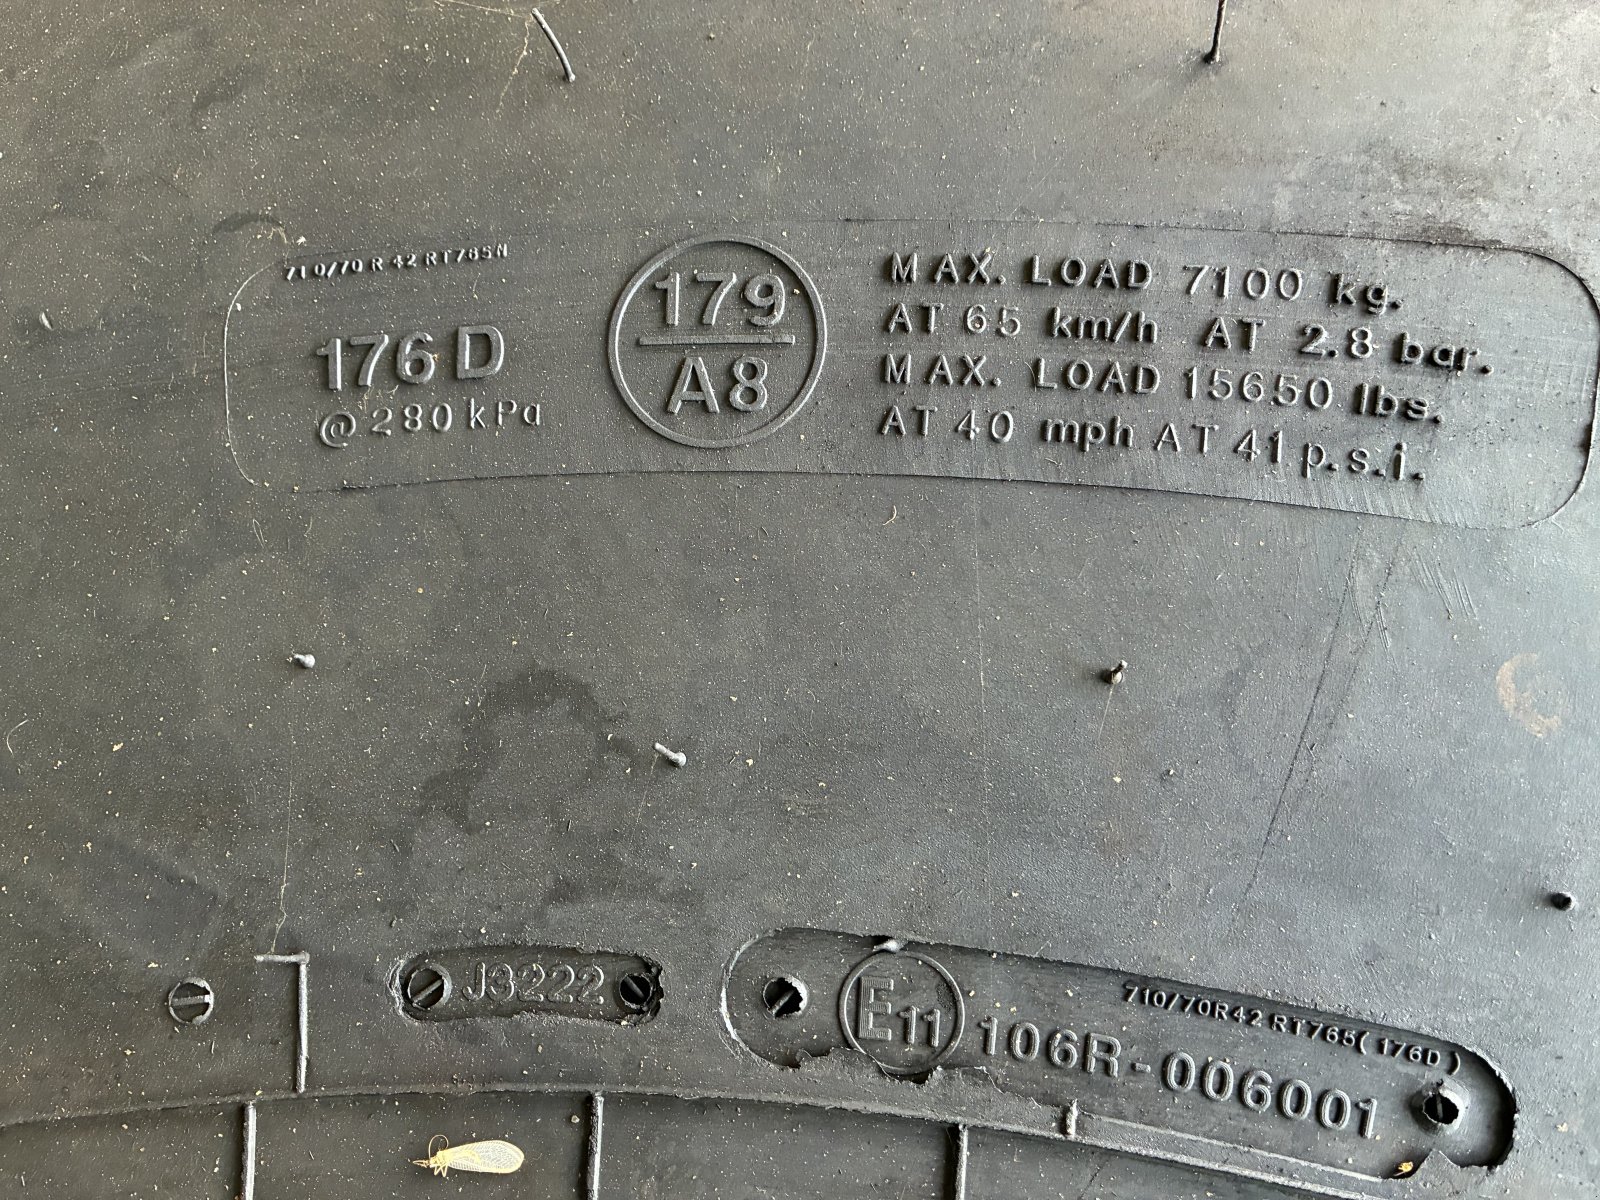 710/70 R 42 RT765N
176 D
@ 280 kPa
179
A8
MAX. LOAD 7100 kg.
AT 65 km/h AT 2.8 bar.
MAX. LOAD 15650 lbs.
AT 40 mph AT 41 p.s.i.
J3222
E11
106R-006001
710/70R42 RT765(176D)